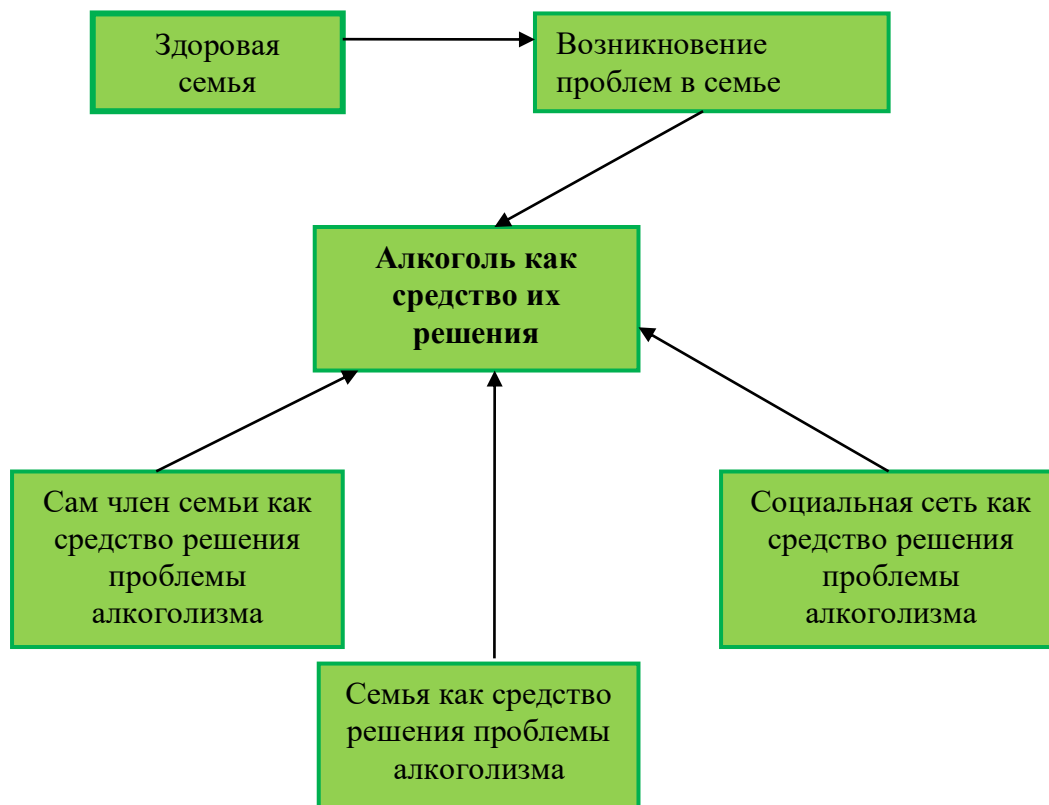 Здоровая
семья
Возникновение
проблем в семье
Алкоголь как
средство их
решения
Сам член семьи как
средство решения
проблемы
алкоголизма
Социальная сеть как
средство решения
проблемы
алкоголизма
Семья как средство
решения проблемы
алкоголизма